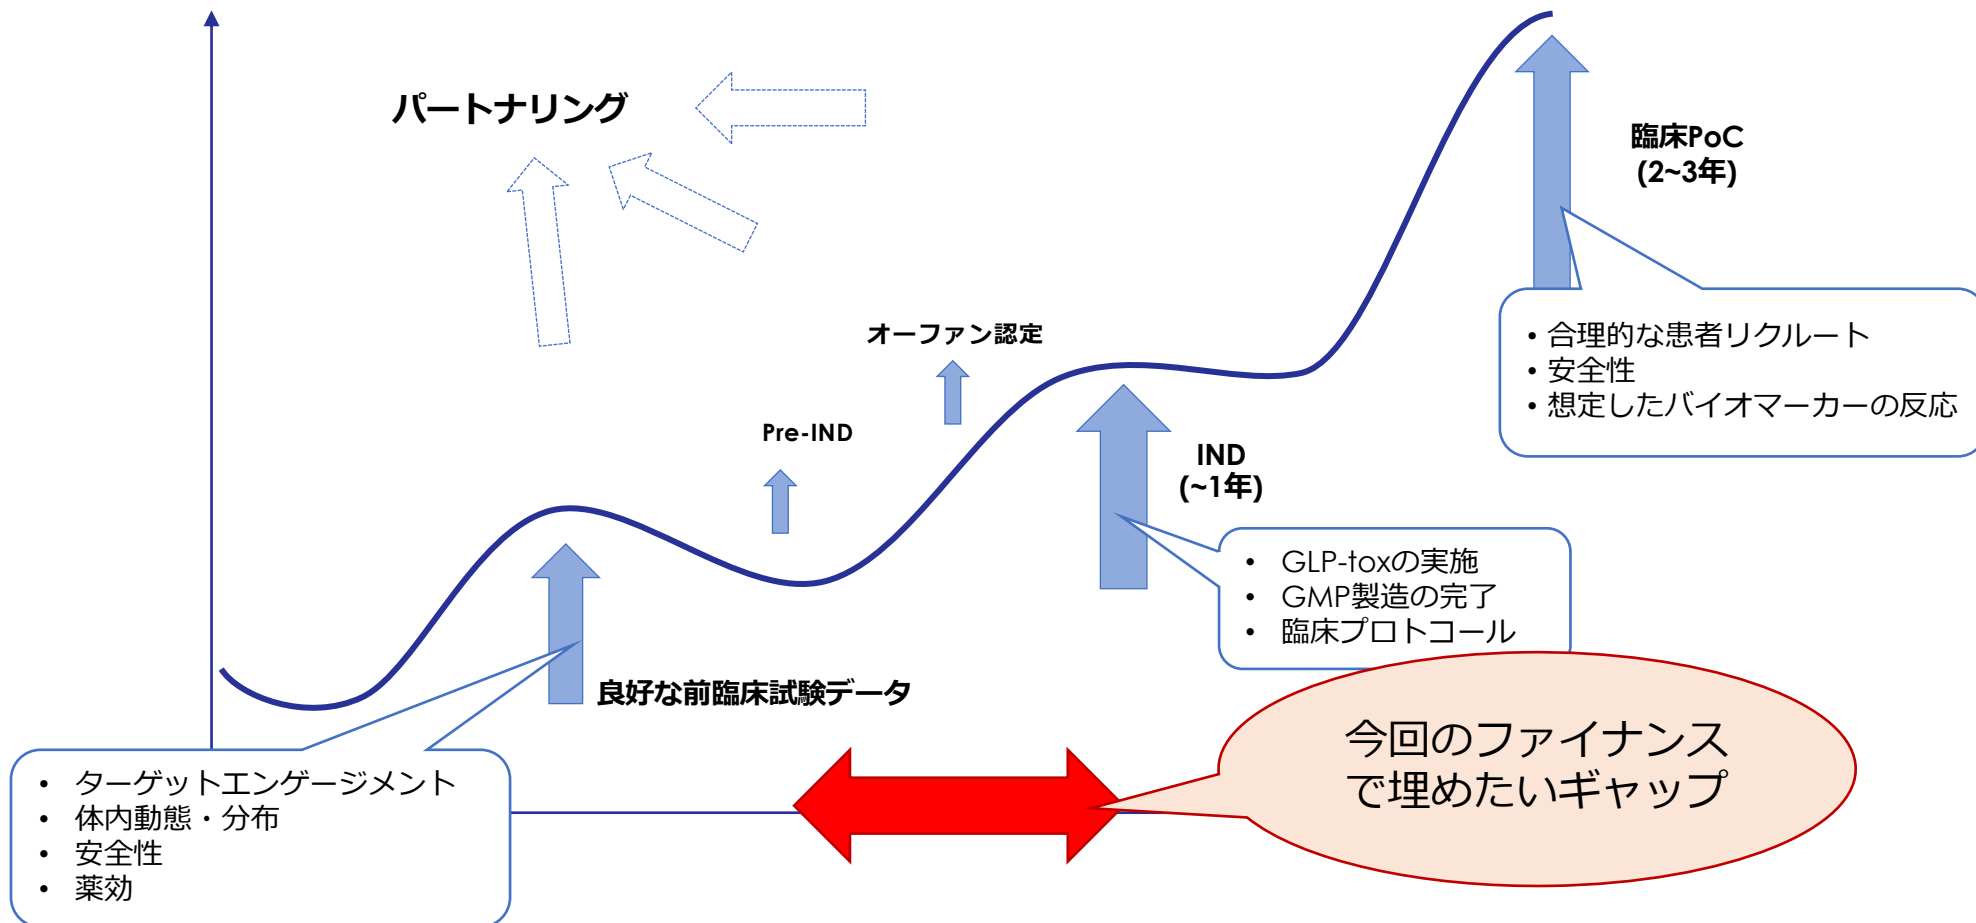 パートナリング
臨床PoC
(2~3年)
• 合理的な患者リクルート
• 安全性
• 想定したバイオマーカーの反応
オーファン認定
Pre-IND
IND
(~1年)
• GLP-toxの実施
• GMP製造の完了
• 臨床プロトコール
良好な前臨床試験データ
今回のファイナンス
で埋めたいギャップ
• ターゲットエンゲージメント
• 体内動態・分布
• 安全性
• 薬効